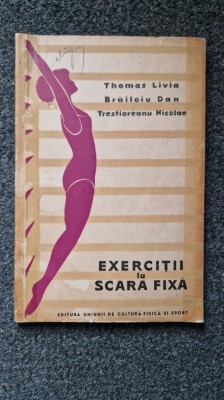 Thomas Livia
Brăiloiu Dan
Trestioreanu Nicolae
EXERCIȚII
la
SCARA FIXĂ
EDITURA UNIUNII DE CULTURĂ FIZICĂ ȘI SPORT